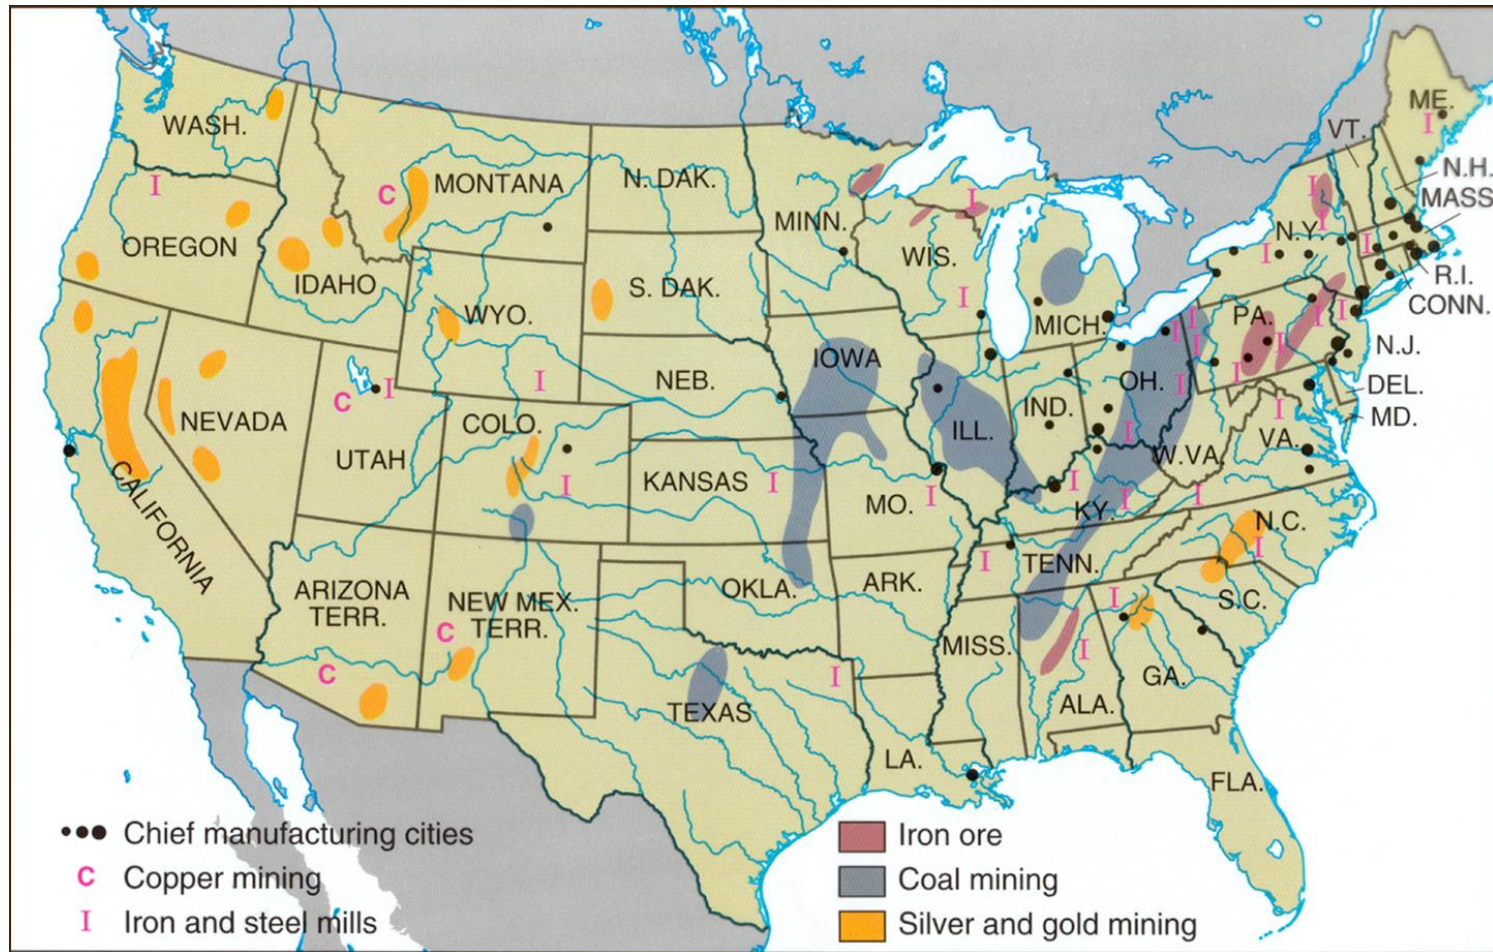 WASH.
MONTANA
C
N. DAK.
MINN.
ME.
I
VT.
N.H.
MASS
I
OREGON
IDAHO
WYO.
S. DAK.
WIS.
I
I
MICH.
N.Y.
I
I
I
I
R.I.
CONN.
PA.
I
I
I
I
I
I
I
N.J.
DEL.
MD.
NEVADA
C
I
UTAH
I
COLO.
I
NEB.
IOWA
ILL.
IND.
OH.
I
I
W.VA.
VA.
I
I
CALIFORNIA
KANSAS
I
MO.
I
KY.
I
I
ARIZONA
TERR.
C
NEW MEX.
TERR.
C
OKLA.
ARK.
I
TENN.
N.C.
I
S.C.
TEXAS
I
MISS.
I
I
ALA.
GA.
LA.
FLA.
Chief manufacturing cities
C Copper mining
I Iron and steel mills
Iron ore
Coal mining
Silver and gold mining